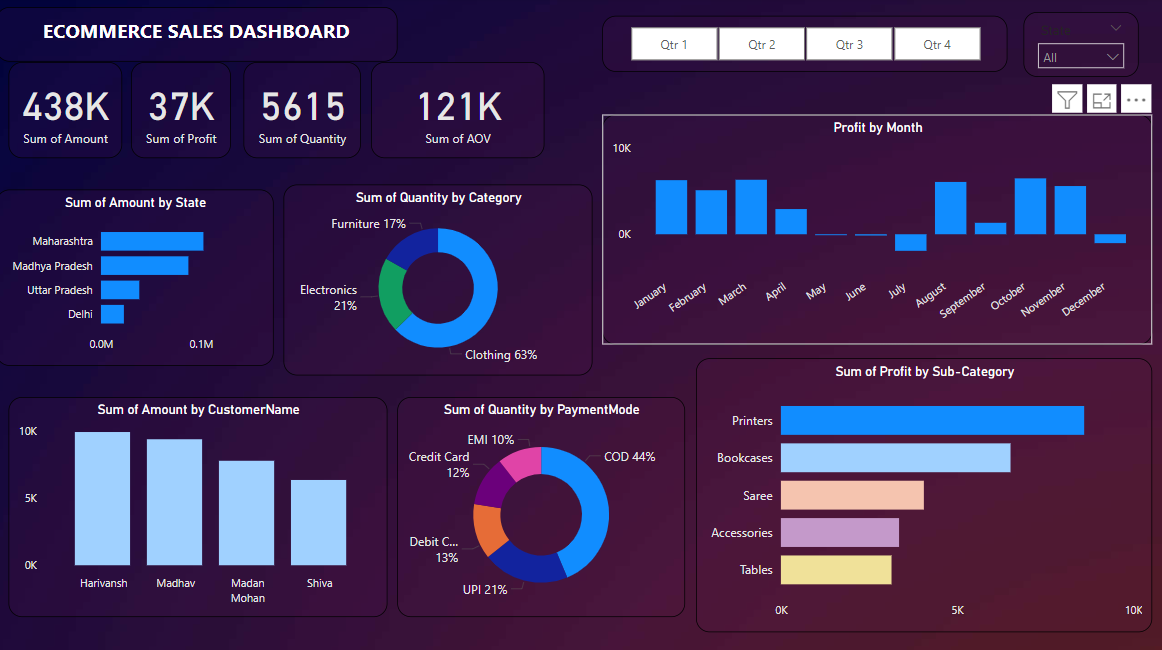 ECOMMERCE SALES DASHBOARD
Qtr 1
Qtr 2
Qtr 3
Qtr 4
All
438K
Sum of Amount
37K
Sum of Profit
5615
Sum of Quantity
121K
Sum of AOV
Profit by Month
10K
0K
January
February
March
April
May
June
July
August
September
October
November
December
Sum of Amount by State
Maharashtra
Madhya Pradesh
Uttar Pradesh
Delhi
0.0M
0.1M
Sum of Quantity by Category
Furniture 17%
Electronics
21%
Clothing 63%
Sum of Amount by CustomerName
10K
5K
0K
Harivansh
Madhav
Madan
Mohan
Shiva
Sum of Quantity by PaymentMode
EMI 10%
Credit Card
12%
COD 44%
Debit C...
13%
UPI 21%
Sum of Profit by Sub-Category
Printers
Bookcases
Saree
Accessories
Tables
0K
5K
10K